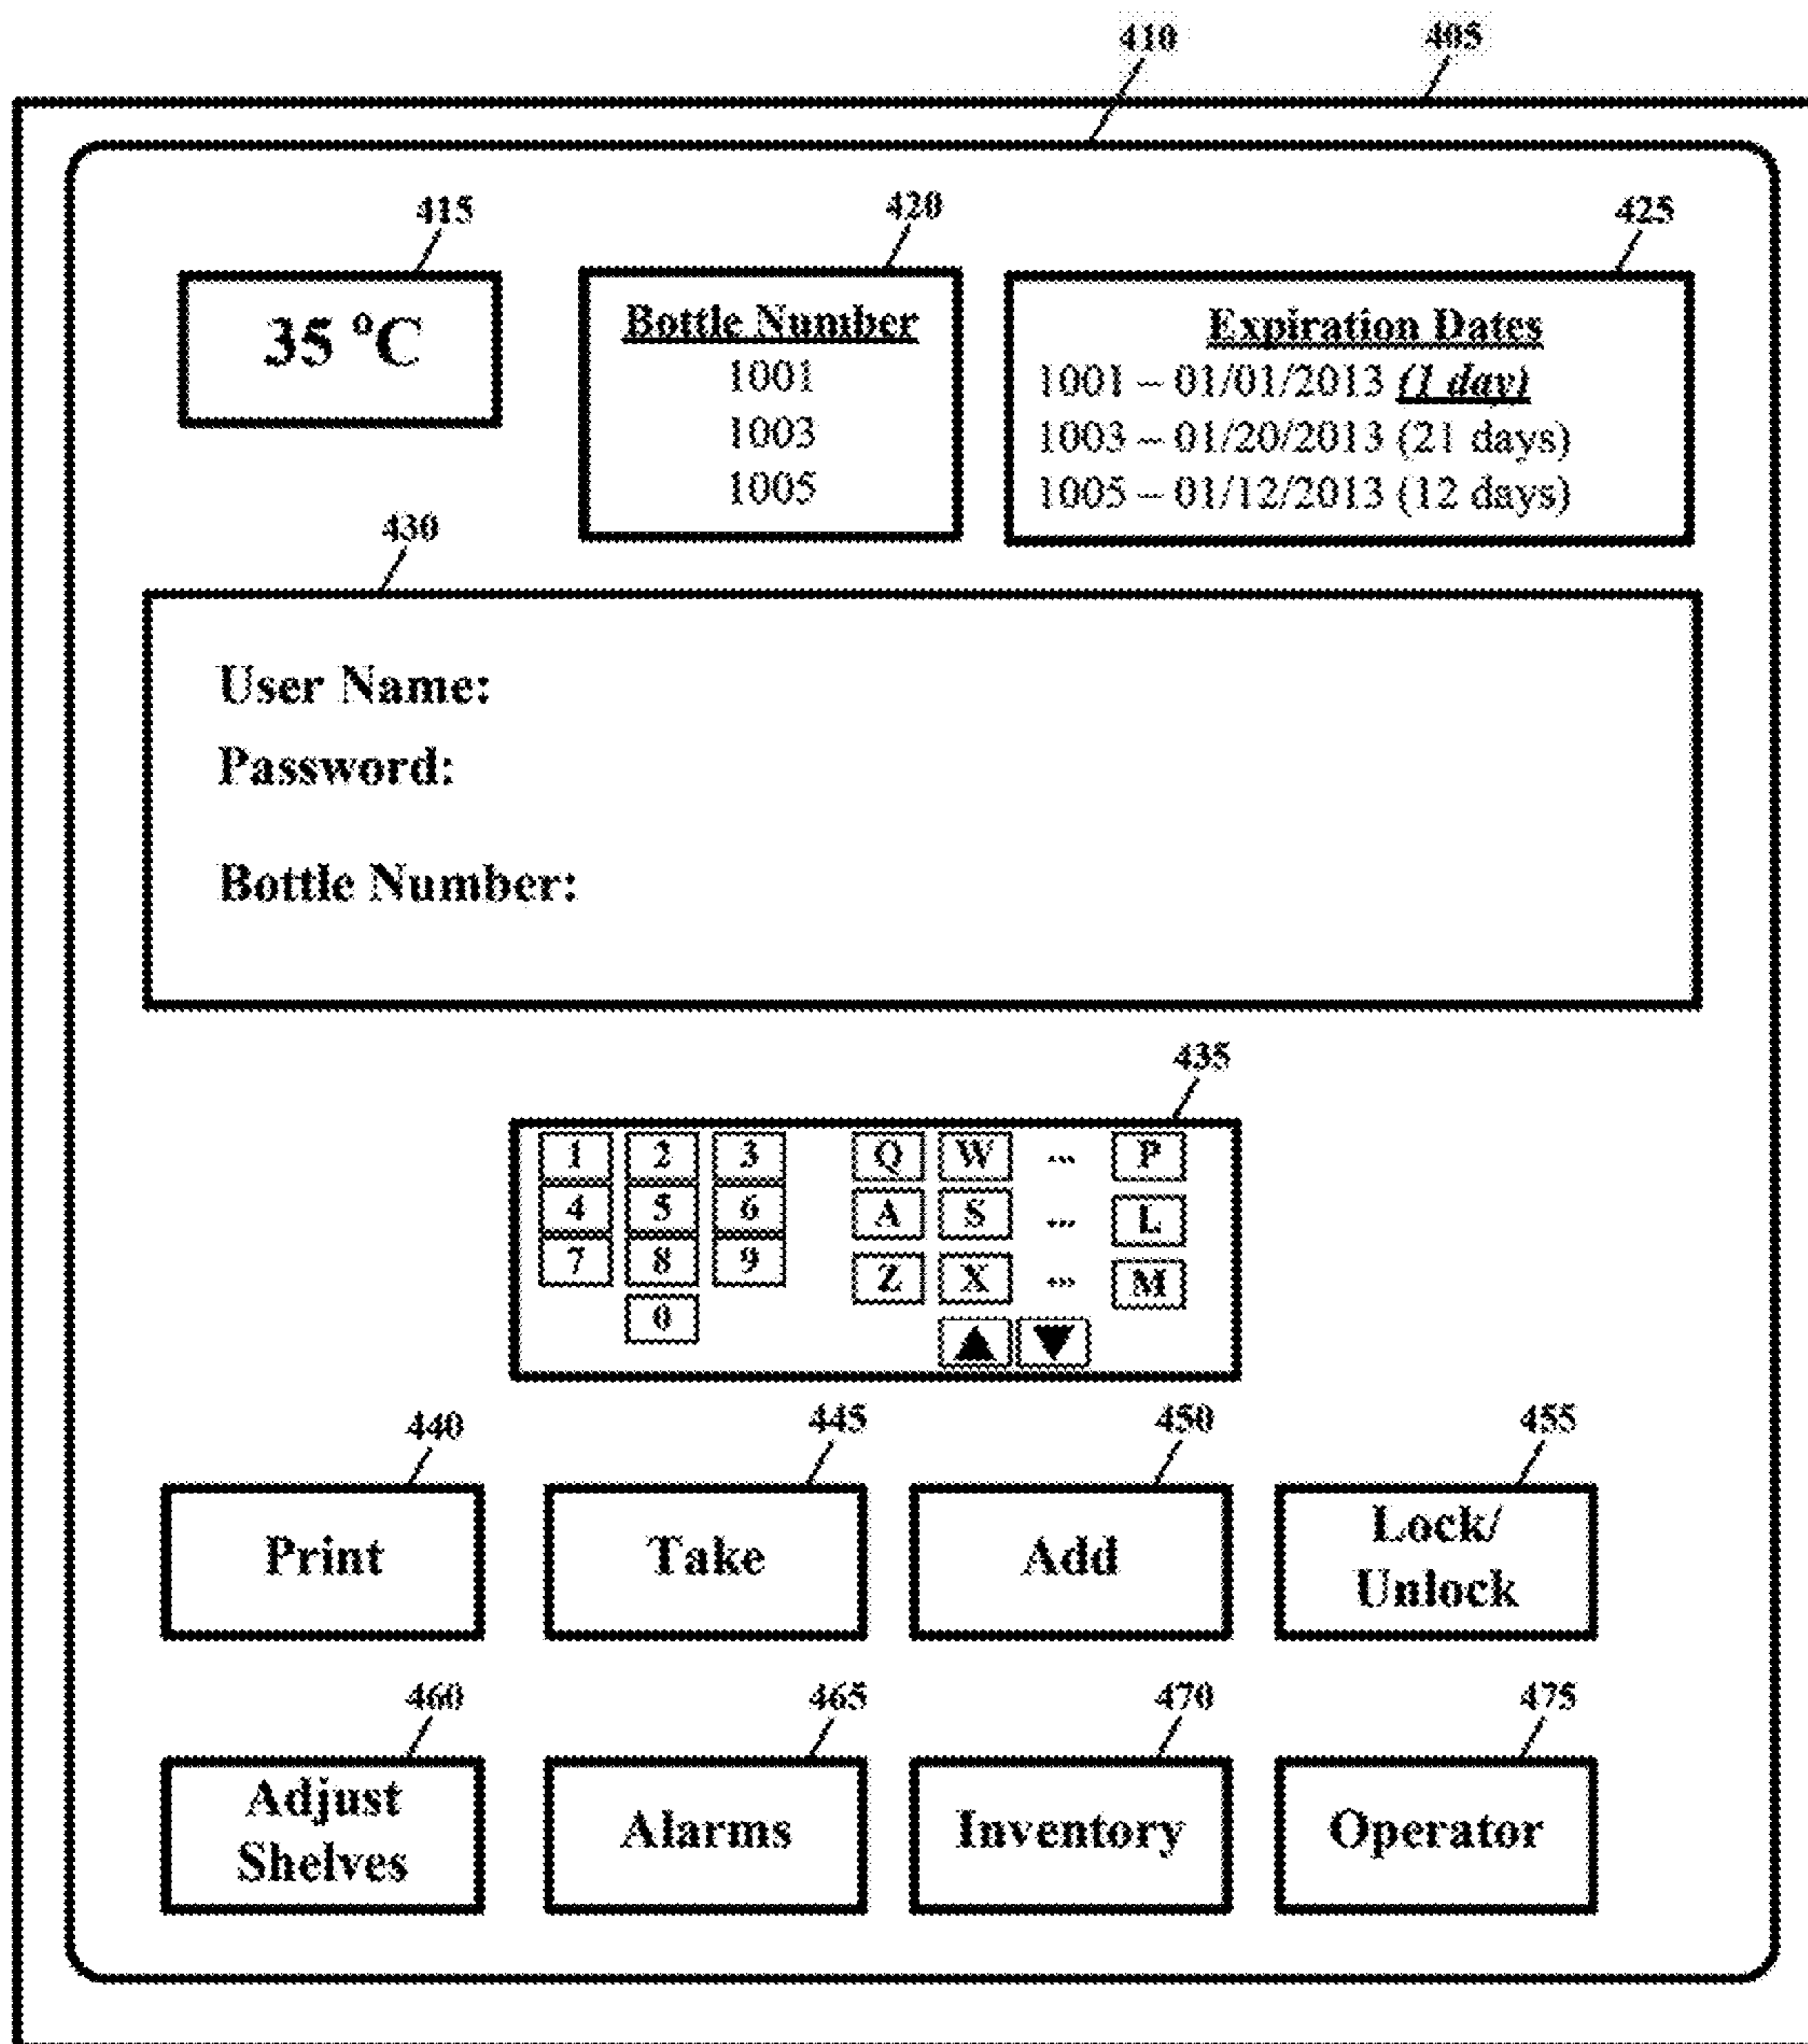 410 405
415 420 425
35 °C
Bottle Number
1001
1003
1005
Expiration Dates
1001 – 01/01/2013 (1 day)
1003 – 01/20/2013 (21 days)
1005 – 01/12/2013 (12 days)
430
User Name:
Password:
Bottle Number:
435
1 2 3 Q W ... P
4 5 6 A S ... L
7 8 9 Z X ... M
0 ▲ ▼
440 445 450 455
Print
Take
Add
Lock/
Unlock
460 465 470 475
Adjust
Shelves
Alarms
Inventory
Operator